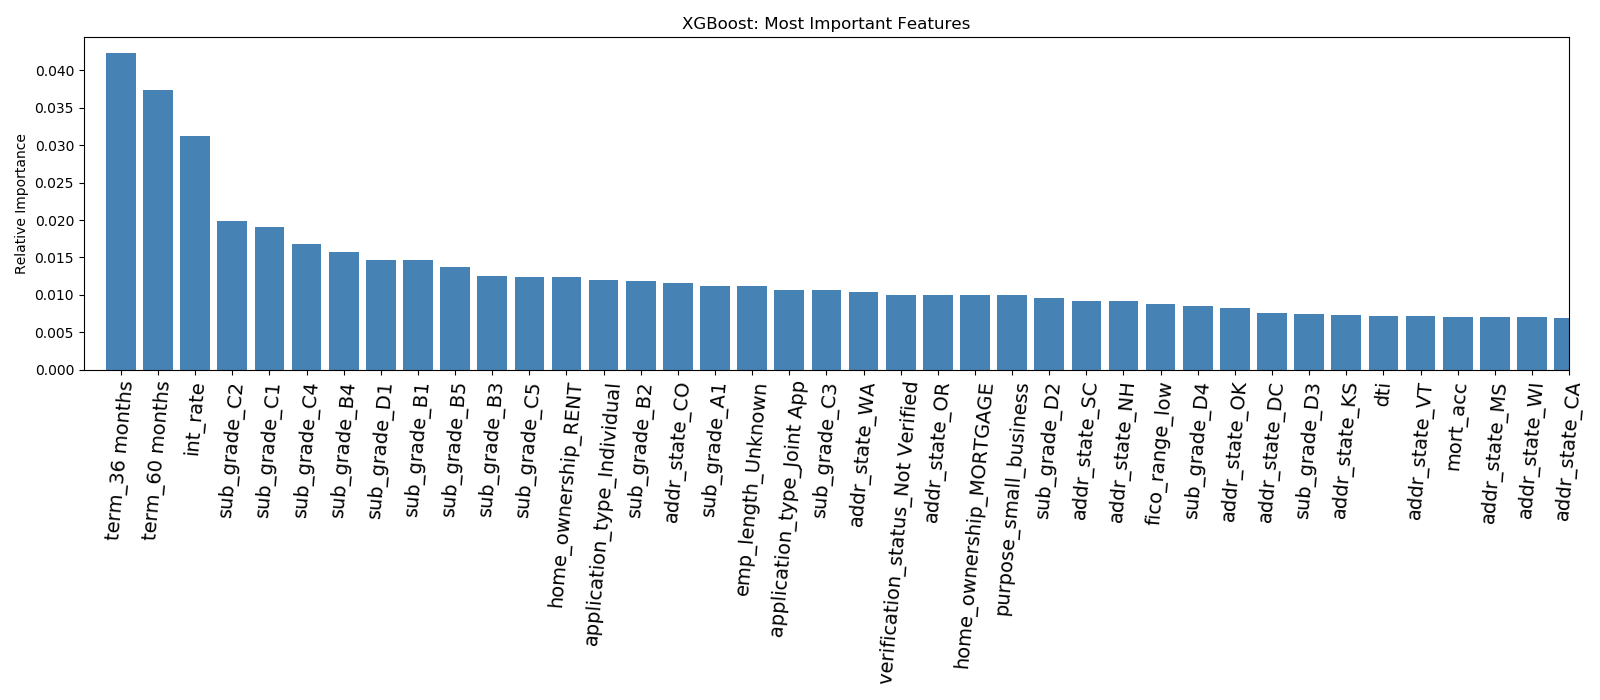 XGBoost: Most Important Features
Relative Importance
0.040
0.035
0.030
0.025
0.020
0.015
0.010
0.005
0.000
term_36 months
term_60 months
int_rate
sub_grade_C2
sub_grade_C1
sub_grade_C4
sub_grade_B4
sub_grade_D1
sub_grade_B1
sub_grade_B5
sub_grade_B3
sub_grade_C5
home_ownership_RENT
application_type_Individual
sub_grade_B2
addr_state_CO
sub_grade_A1
emp_length_Unknown
application_type_Joint App
sub_grade_C3
addr_state_WA
verification_status_Not Verified
addr_state_OR
home_ownership_MORTGAGE
purpose_small_business
sub_grade_D2
addr_state_SC
addr_state_NH
fico_range_low
sub_grade_D4
addr_state_OK
addr_state_DC
sub_grade_D3
addr_state_KS
dti
addr_state_VT
mort_acc
addr_state_MS
addr_state_WI
addr_state_CA